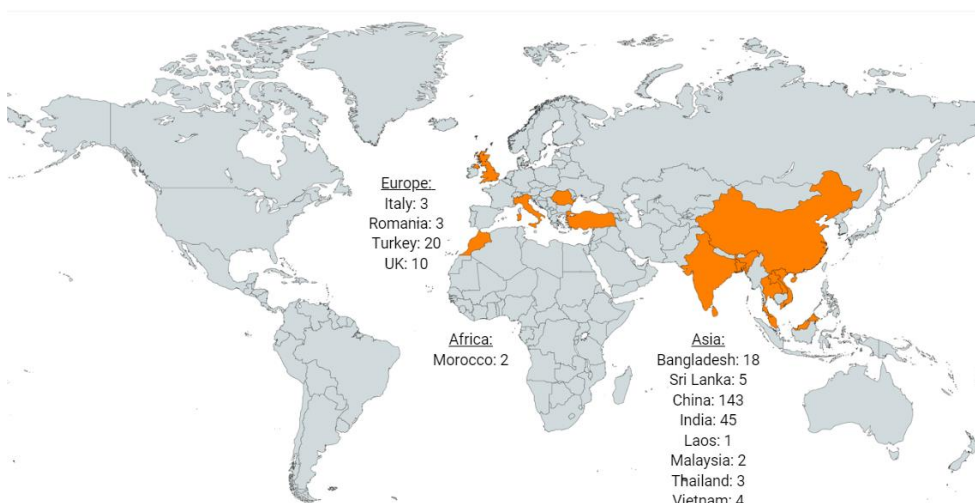 Europe:
Italy: 3
Romania: 3
Turkey: 20
UK: 10
Africa:
Morocco: 2
Asia:
Bangladesh: 18
Sri Lanka: 5
China: 143
India: 45
Laos: 1
Malaysia: 2
Thailand: 3
Vietnam: 4